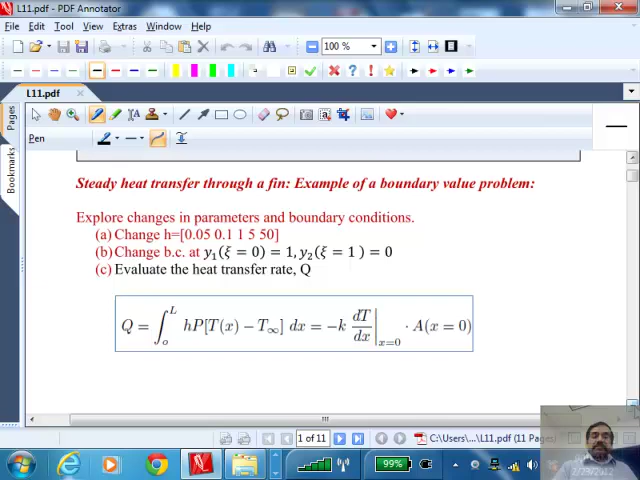 L11.pdf - PDF Annotator
File Edit View Tool Extras Window Help
100 %
L11.pdf
Pages
Bookmarks
Pen
Steady heat transfer through a fin: Example of a boundary value problem:
Explore changes in parameters and boundary conditions.
(a) Change h=[0.05 0.1 1 5 50]
(b) Change b.c. at y₁(ξ = 0) = 1, y₂(ξ = 1 ) = 0
(c) Evaluate the heat transfer rate, Q
Q = ∫ₒᴸ hP[T(x) − T∞] dx = −k dT/dx |ₓ₌₀ · A(x = 0)
1 of 11
C:\Users\...\L11.pdf (11 Pages)
99%